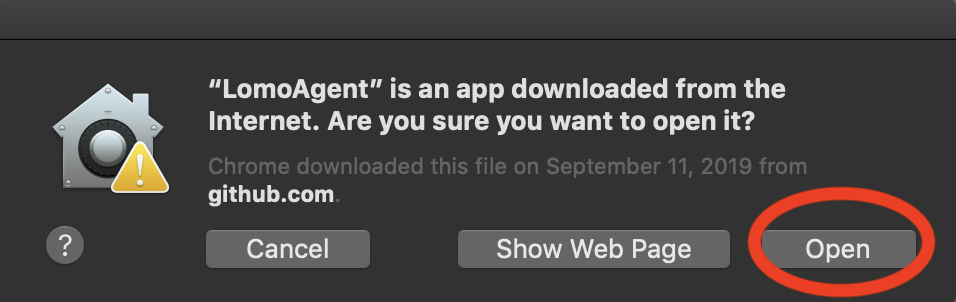 “LomoAgent” is an app downloaded from the
Internet. Are you sure you want to open it?
Chrome downloaded this file on September 11, 2019 from
github.com.
?
Cancel
Show Web Page
Open